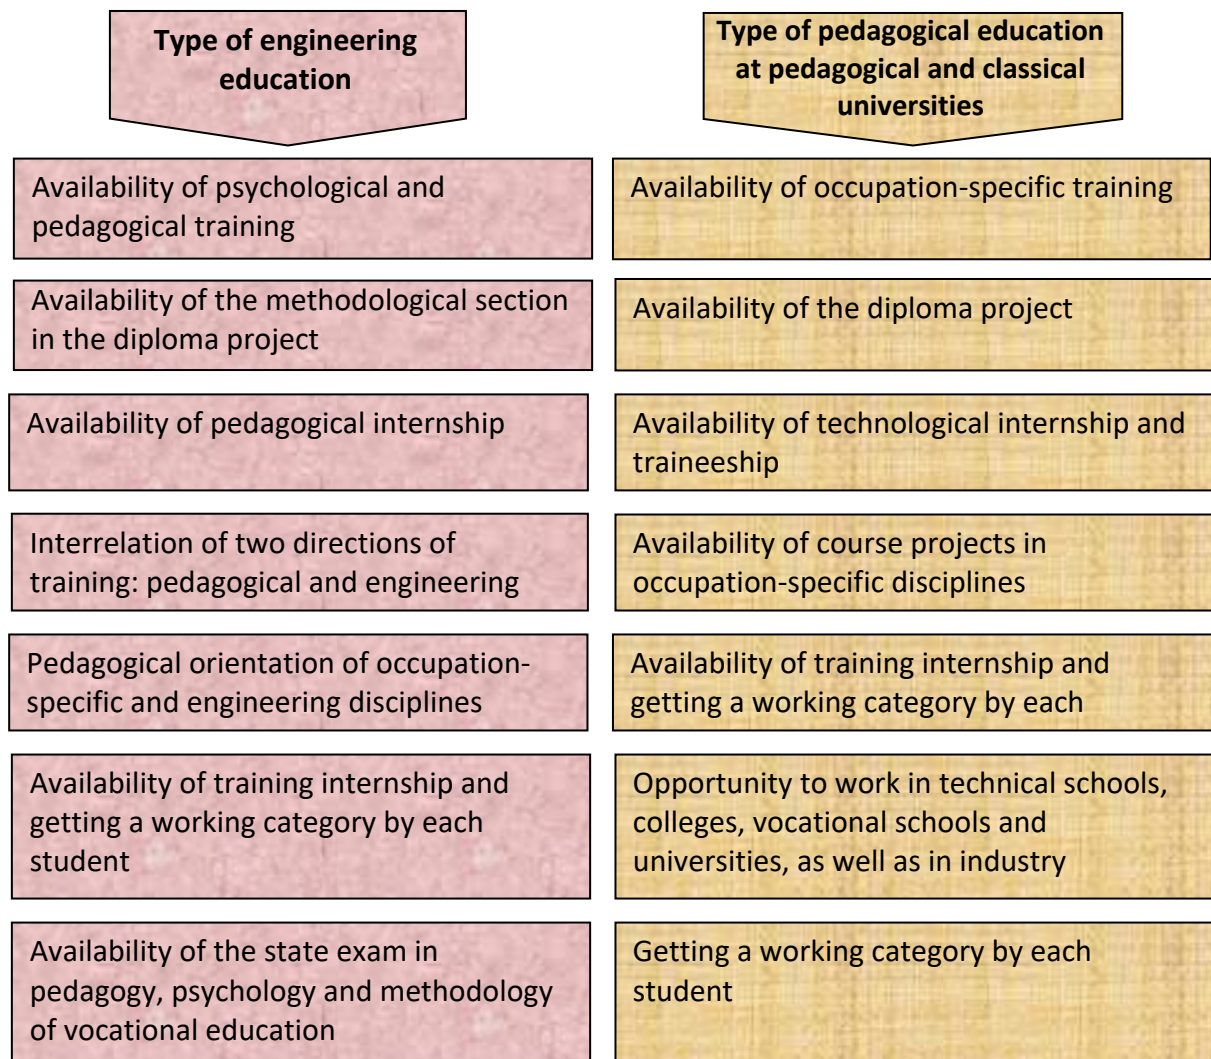 Type of engineering
education
Type of pedagogical education
at pedagogical and classical
universities
Availability of psychological and
pedagogical training
Availability of occupation-specific training
Availability of the methodological section
in the diploma project
Availability of the diploma project
Availability of pedagogical internship
Availability of technological internship and
traineeship
Interrelation of two directions of
training: pedagogical and engineering
Availability of course projects in
occupation-specific disciplines
Pedagogical orientation of occupation-
specific and engineering disciplines
Availability of training internship and
getting a working category by each
Availability of training internship and
getting a working category by each
student
Opportunity to work in technical schools,
colleges, vocational schools and
universities, as well as in industry
Availability of the state exam in
pedagogy, psychology and methodology
of vocational education
Getting a working category by each
student